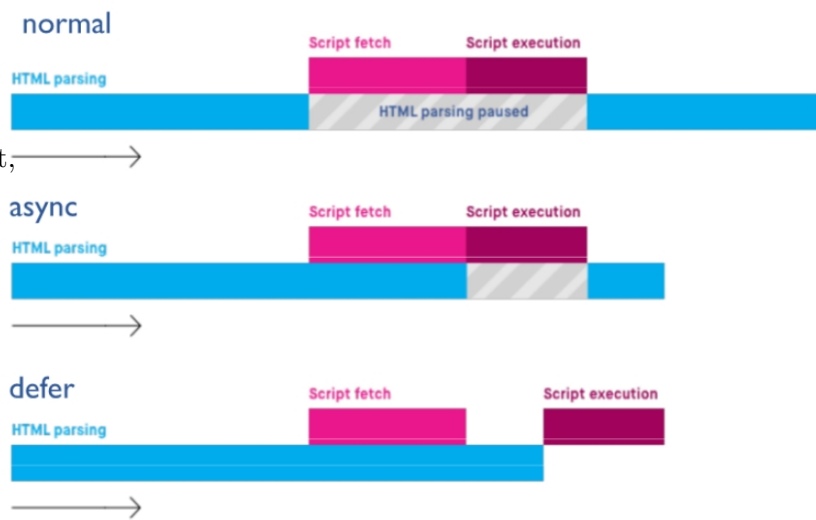 normal
Script fetch Script execution
HTML parsing
HTML parsing paused
t,
async
Script fetch Script execution
HTML parsing
defer
Script fetch Script execution
HTML parsing